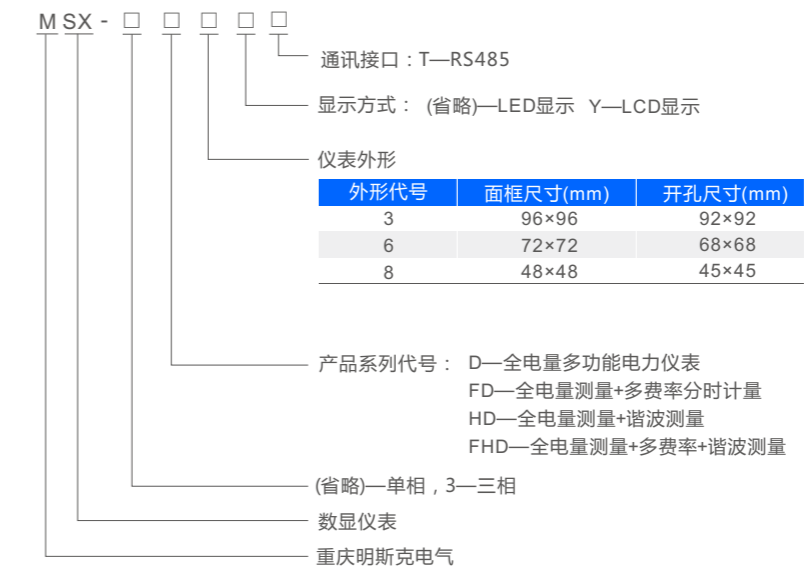 M SX - □ □ □ □ □
通讯接口：T—RS485
显示方式： (省略)—LED显示 Y—LCD显示
仪表外形
外形代号 面框尺寸(mm) 开孔尺寸(mm)
3 96×96 92×92
6 72×72 68×68
8 48×48 45×45
产品系列代号： D—全电量多功能电力仪表
FD—全电量测量+多费率分时计量
HD—全电量测量+谐波测量
FHD—全电量测量+多费率+谐波测量
(省略)—单相，3—三相
数显仪表
重庆明斯克电气